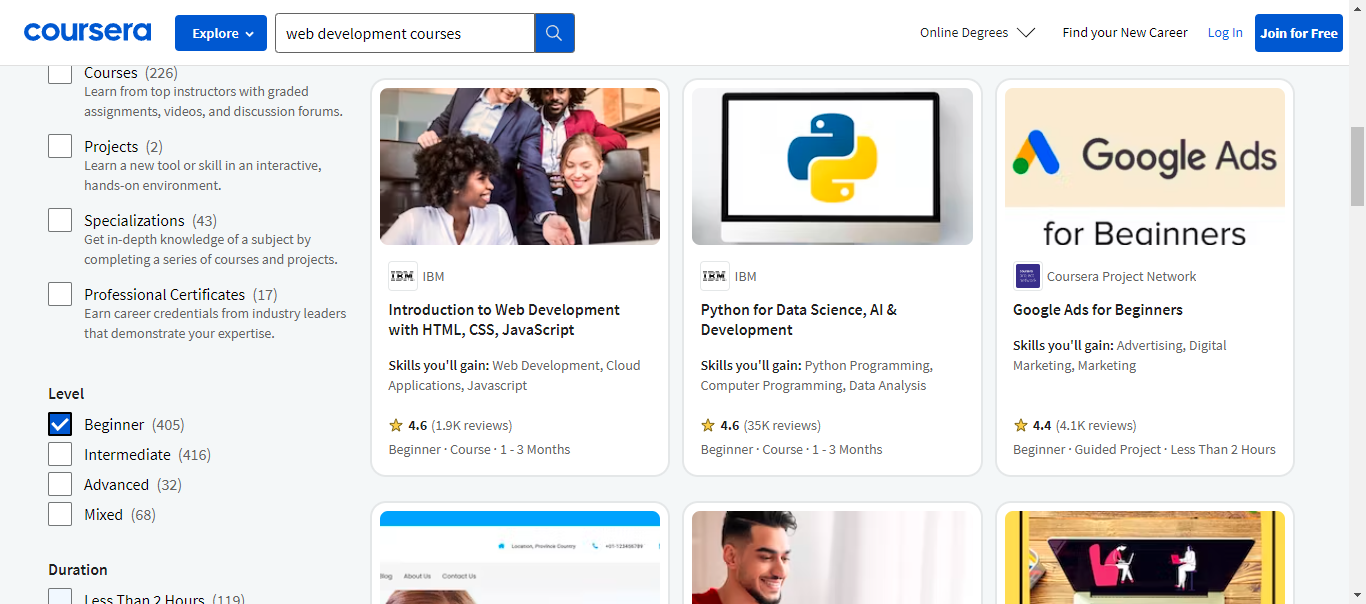 coursera
Explore
web development courses
Online Degrees
Find your New Career
Log In
Join for Free
Courses (226)
Learn from top instructors with graded
assignments, videos, and discussion forums.
Projects (2)
Learn a new tool or skill in an interactive,
hands-on environment.
Specializations (43)
Get in-depth knowledge of a subject by
completing a series of courses and projects.
Professional Certificates (17)
Earn career credentials from industry leaders
that demonstrate your expertise.
Level
Beginner (405)
Intermediate (416)
Advanced (32)
Mixed (68)
Duration
Less Than 2 Hours (119)
IBM IBM
Introduction to Web Development
with HTML, CSS, JavaScript
Skills you'll gain: Web Development, Cloud
Applications, Javascript
4.6 (1.9K reviews)
Beginner · Course · 1 - 3 Months
IBM IBM
Python for Data Science, AI &
Development
Skills you'll gain: Python Programming,
Computer Programming, Data Analysis
4.6 (35K reviews)
Beginner · Course · 1 - 3 Months
Google Ads
for Beginners
Coursera Project Network
Google Ads for Beginners
Skills you'll gain: Advertising, Digital
Marketing, Marketing
4.4 (4.1K reviews)
Beginner · Guided Project · Less Than 2 Hours
Location, Province Country
+01-123406789
Blog About Us Contact Us